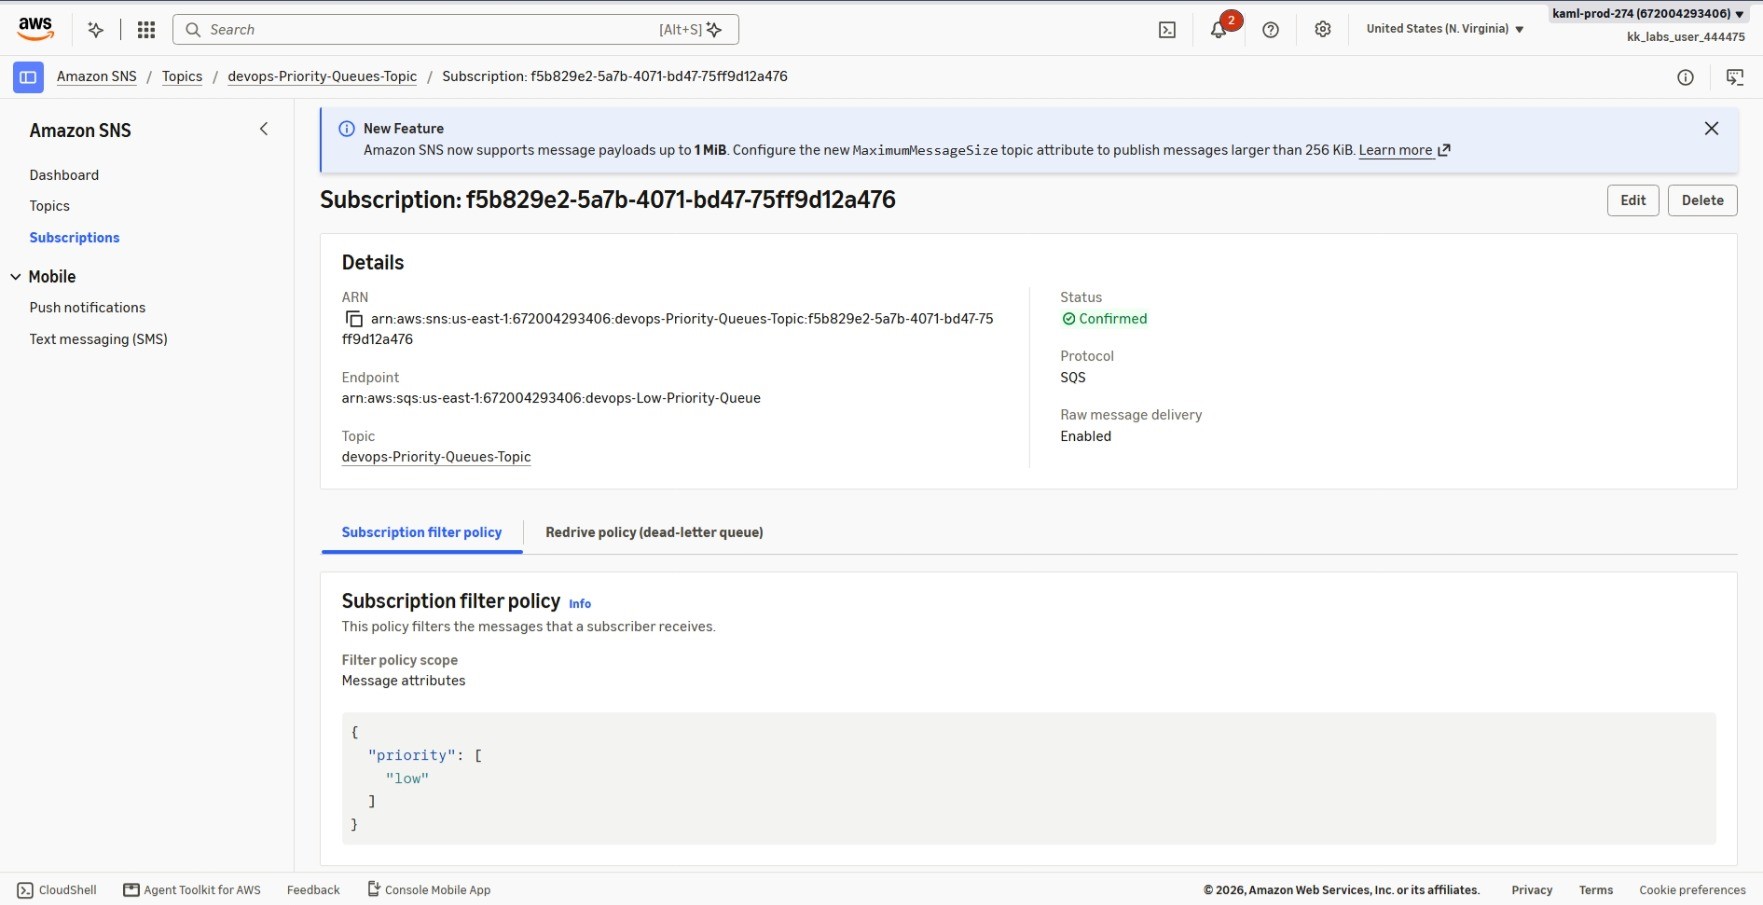 aws
Search
[Alt+S]
2
United States (N. Virginia)
kaml-prod-274 (672004293406)
kk_labs_user_444475
Amazon SNS / Topics / devops-Priority-Queues-Topic / Subscription: f5b829e2-5a7b-4071-bd47-75ff9d12a476
Amazon SNS
Dashboard
Topics
Subscriptions
Mobile
Push notifications
Text messaging (SMS)
New Feature
Amazon SNS now supports message payloads up to 1 MiB. Configure the new MaximumMessageSize topic attribute to publish messages larger than 256 KiB. Learn more
Subscription: f5b829e2-5a7b-4071-bd47-75ff9d12a476
Edit
Delete
Details
ARN
arn:aws:sns:us-east-1:672004293406:devops-Priority-Queues-Topic:f5b829e2-5a7b-4071-bd47-75
ff9d12a476
Endpoint
arn:aws:sqs:us-east-1:672004293406:devops-Low-Priority-Queue
Topic
devops-Priority-Queues-Topic
Status
Confirmed
Protocol
SQS
Raw message delivery
Enabled
Subscription filter policy
Redrive policy (dead-letter queue)
Subscription filter policy Info
This policy filters the messages that a subscriber receives.
Filter policy scope
Message attributes
{
"priority": [
"low"
]
}
CloudShell
Agent Toolkit for AWS
Feedback
Console Mobile App
© 2026, Amazon Web Services, Inc. or its affiliates.
Privacy
Terms
Cookie preferences